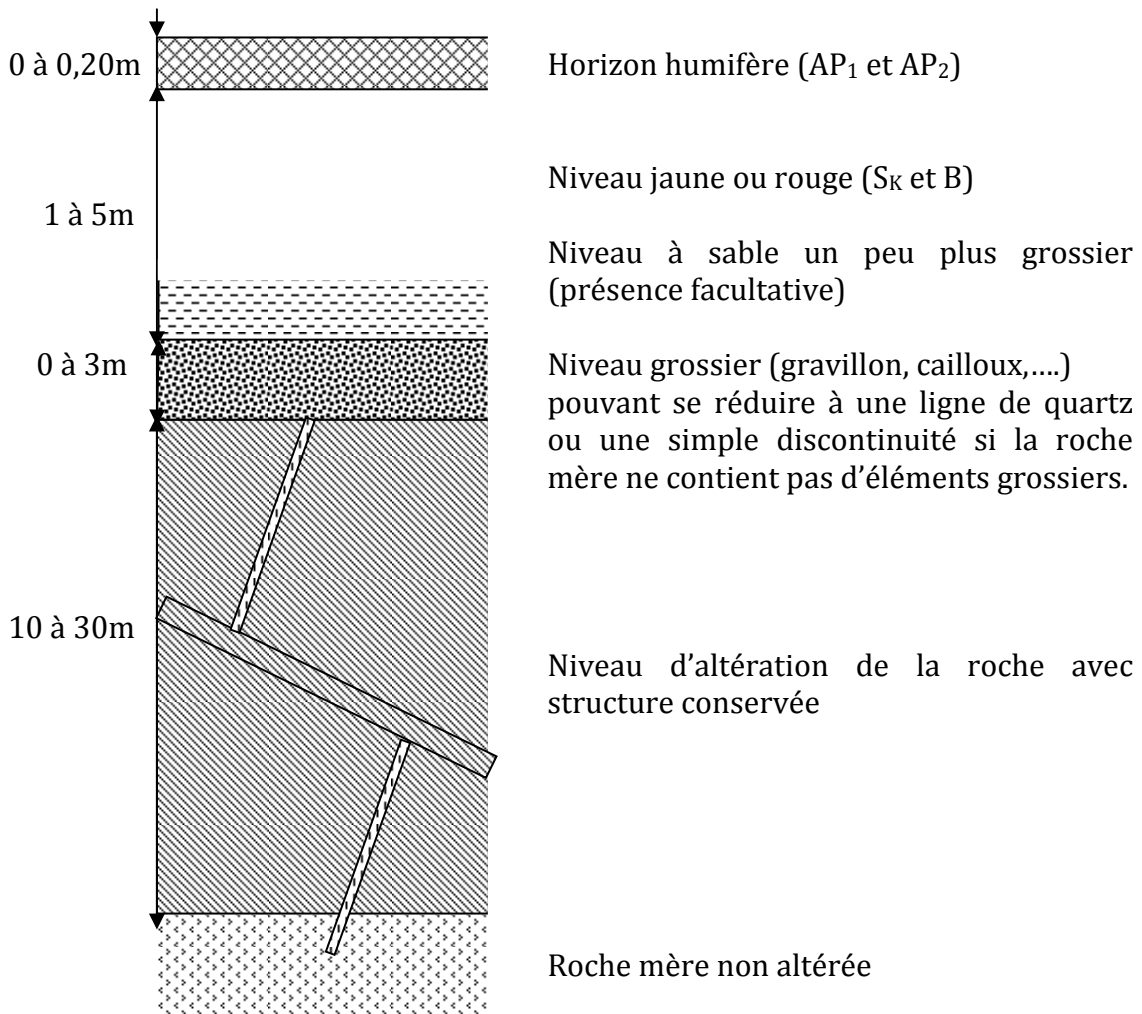 0 à 0,20m
Horizon humifère (AP₁ et AP₂)
Niveau jaune ou rouge (Sₖ et B)
1 à 5m
Niveau à sable un peu plus grossier
(présence facultative)
0 à 3m
Niveau grossier (gravillon, cailloux,....)
pouvant se réduire à une ligne de quartz
ou une simple discontinuité si la roche
mère ne contient pas d’éléments grossiers.
10 à 30m
Niveau d’altération de la roche avec
structure conservée
Roche mère non altérée